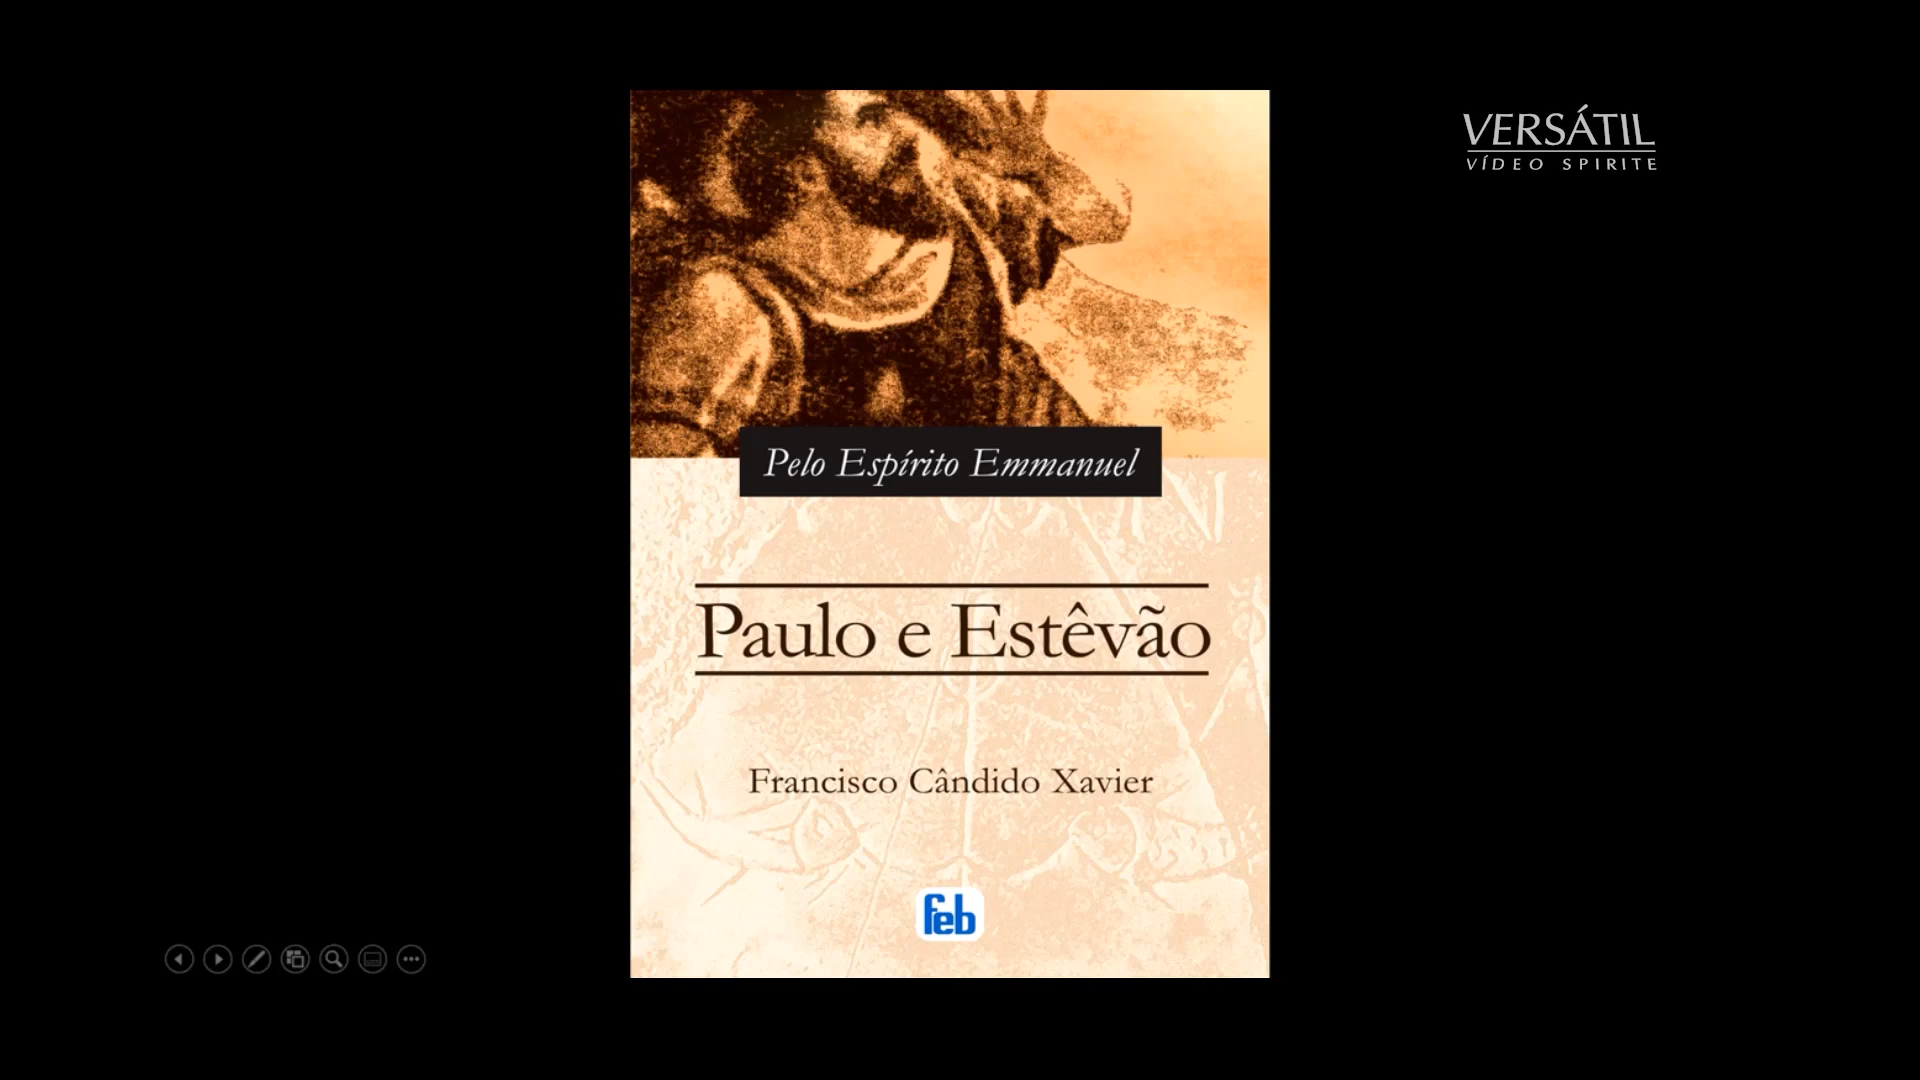 VERSÁTIL
VÍDEO SPIRITE
Pelo Espírito Emmanuel
Paulo e Estêvão
Francisco Cândido Xavier
feb